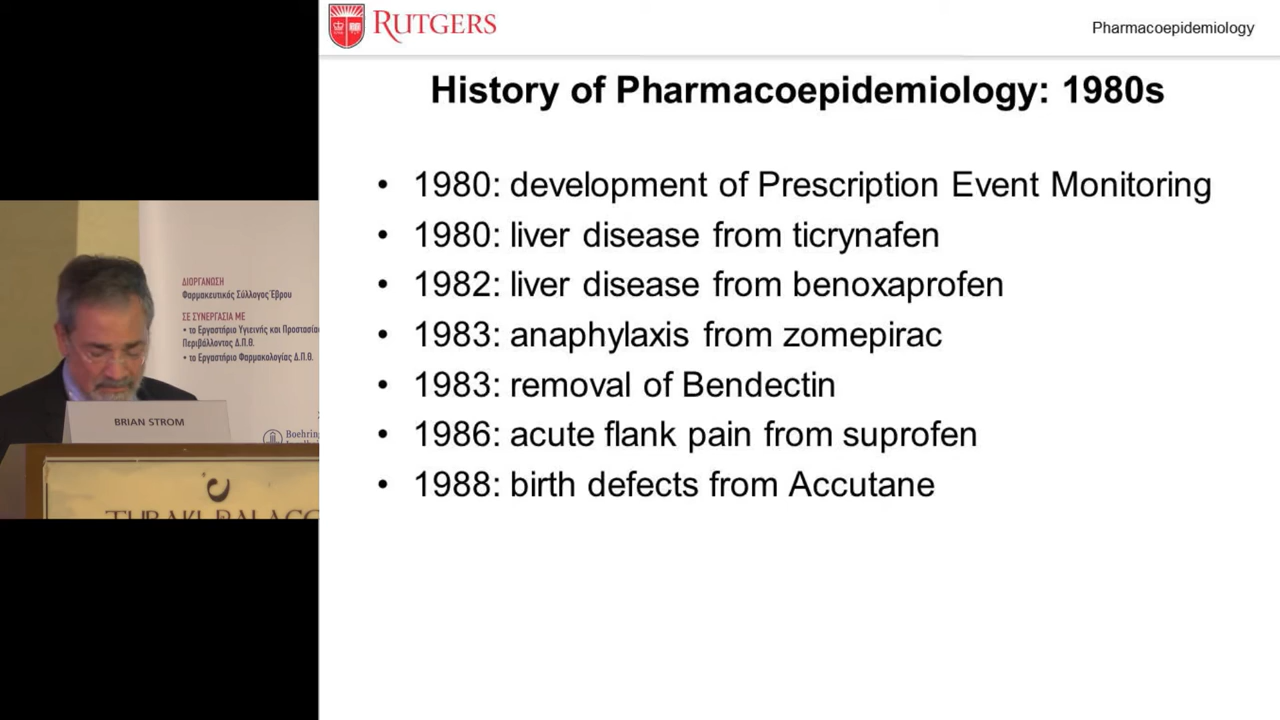 RUTGERS
Pharmacoepidemiology
History of Pharmacoepidemiology: 1980s
• 1980: development of Prescription Event Monitoring
• 1980: liver disease from ticrynafen
• 1982: liver disease from benoxaprofen
• 1983: anaphylaxis from zomepirac
• 1983: removal of Bendectin
• 1986: acute flank pain from suprofen
• 1988: birth defects from Accutane
ΔΙΟΡΓΑΝΩΣΗ
Φαρμακευτικός Σύλλογος Έβρου
ΣΕ ΣΥΝΕΡΓΑΣΙΑ ΜΕ
• το Εργαστήριο Υγιεινής και Προστασίας
Περιβάλλοντος Δ.Π.Θ.
• το Εργαστήριο Φαρμακολογίας Δ.Π.Θ.
BRIAN STROM